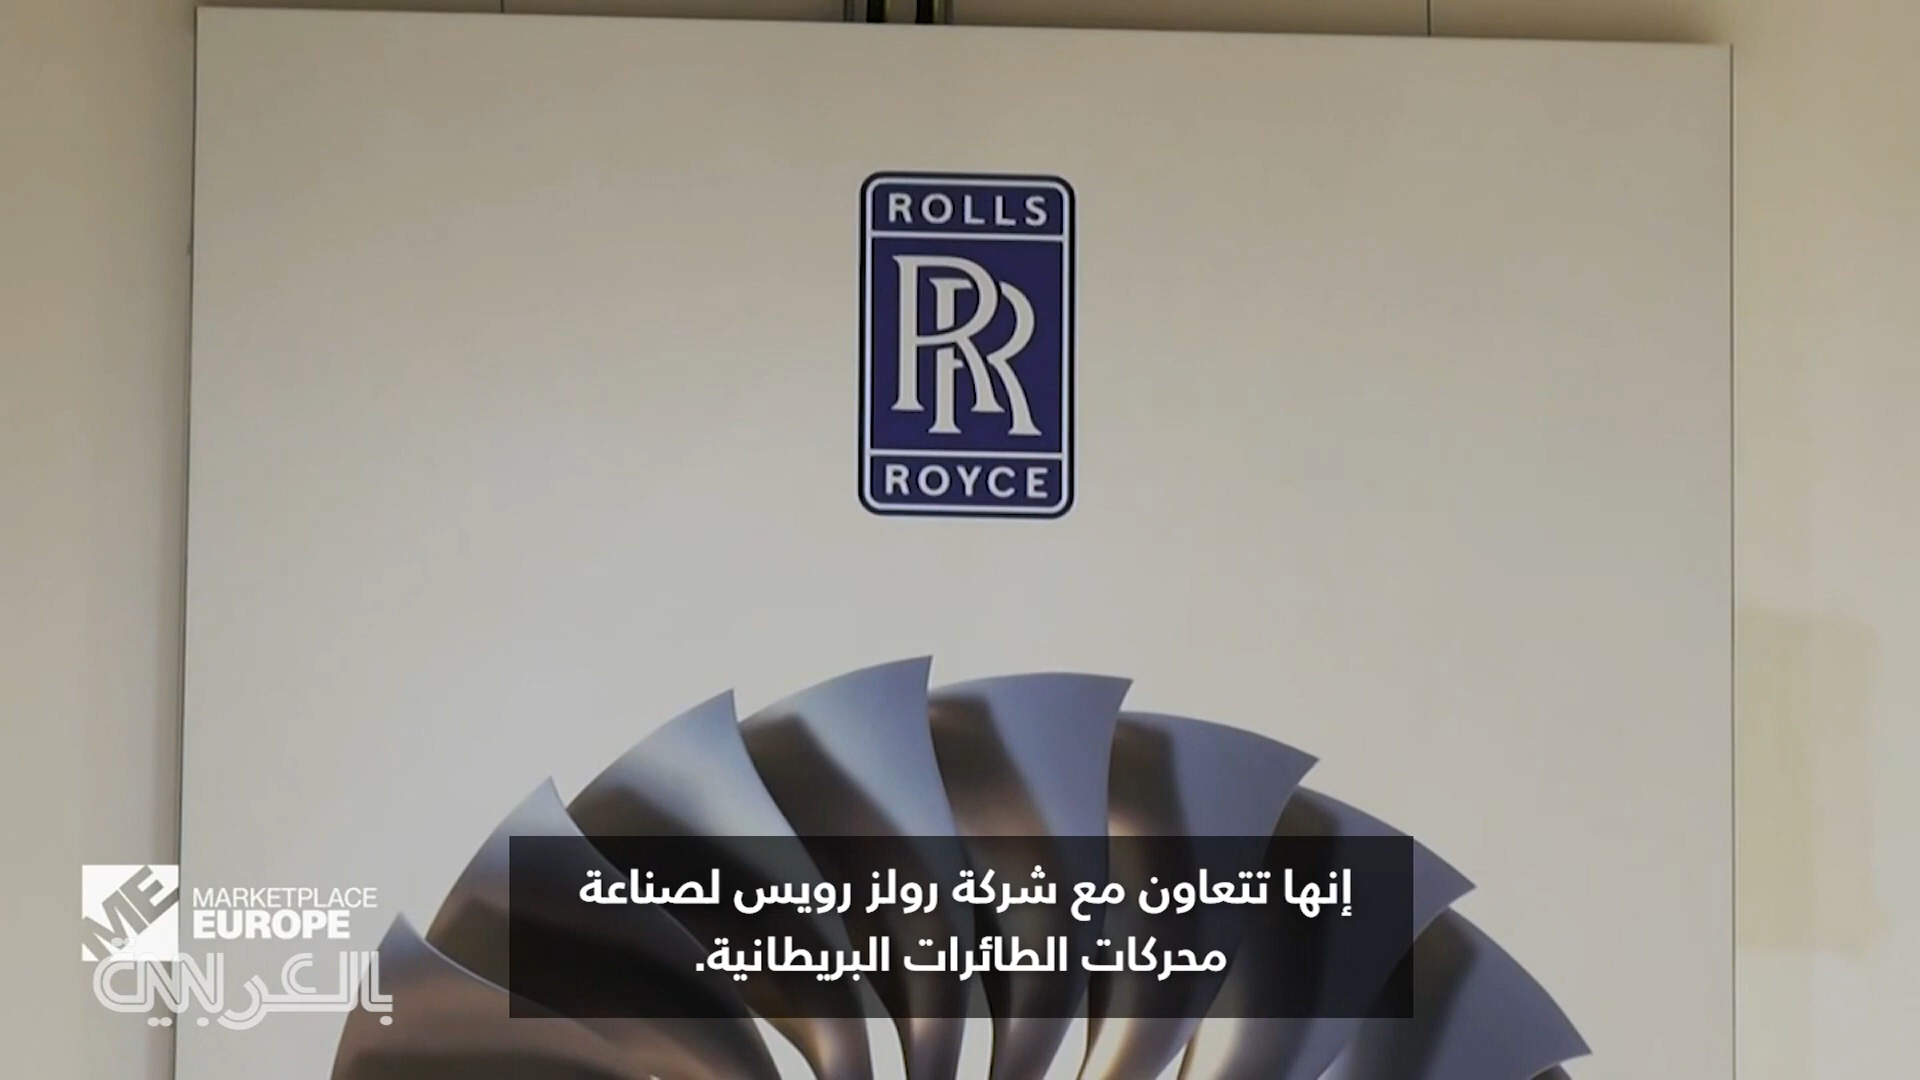 ROLLS
RR
ROYCE
إنها تتعاون مع شركة رولز رويس لصناعة
محركات الطائرات البريطانية.
ME
MARKETPLACE
EUROPE
CNN بالعربية